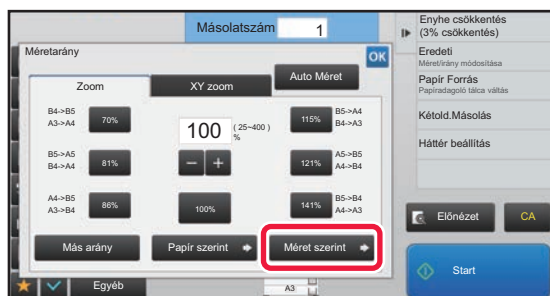 Másolatszám 1
Méretarány
OK
Zoom
XY zoom
Auto Méret
B4->B5
A3->A4
70%
B5->A5
B4->A4
81%
A4->B5
A3->B4
86%
100
(25~400)
%
100%
115%
B5->A4
B4->A3
121%
A5->B5
B4->A4
141%
B5->B4
A4->A3
Más arány
Papír szerint
Méret szerint
Egyéb
A3
Enyhe csökkentés
(3% csökkentés)
Eredeti
Méret/irány módosítása
Papír Forrás
Papíradagoló tálca váltás
Kétold.Másolás
Háttér beállítás
Előnézet
CA
Start